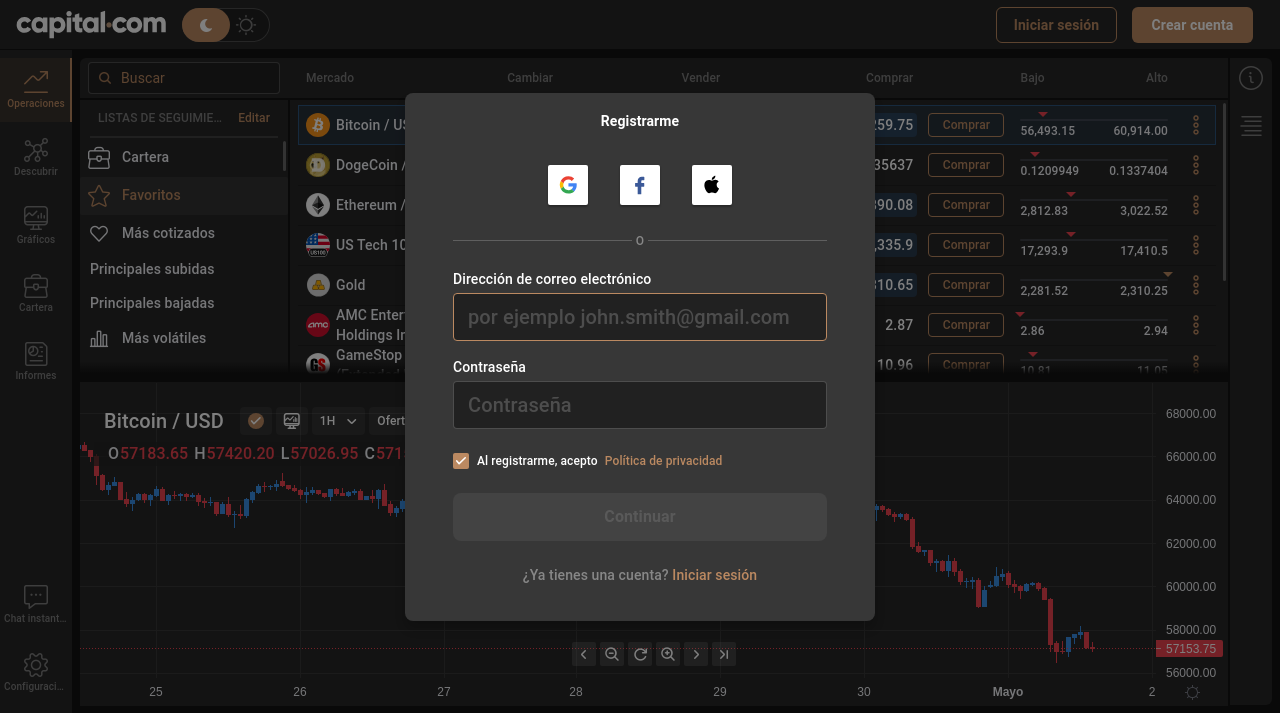 capital.com
Iniciar sesión
Crear cuenta
Operaciones
Descubrir
Gráficos
Cartera
Informes
Chat instant...
Configuraci...
Buscar
LISTAS DE SEGUIMIE...
Editar
Cartera
Favoritos
Más cotizados
Principales subidas
Principales bajadas
Más volátiles
Mercado Cambiar Vender Comprar Bajo Alto
Bitcoin / US 259.75 Comprar 56,493.15 60,914.00
DogeCoin / 35637 Comprar 0.1209949 0.1337404
Ethereum / 90.08 Comprar 2,812.83 3,022.52
US Tech 10 ,335.9 Comprar 17,293.9 17,410.5
Gold 310.65 Comprar 2,281.52 2,310.25
AMC Enter
Holdings In 2.87 Comprar 2.86 2.94
GameStop 10.96 Comprar 10.81 11.05
Registrarme
O
Dirección de correo electrónico
por ejemplo john.smith@gmail.com
Contraseña
Contraseña
Al registrarme, acepto Política de privacidad
Continuar
¿Ya tienes una cuenta? Iniciar sesión
Bitcoin / USD 1H Ofert
O57183.65 H57420.20 L57026.95 C571
68000.00
66000.00
64000.00
62000.00
60000.00
58000.00
57153.75
56000.00
25 26 27 28 29 30 Mayo 2